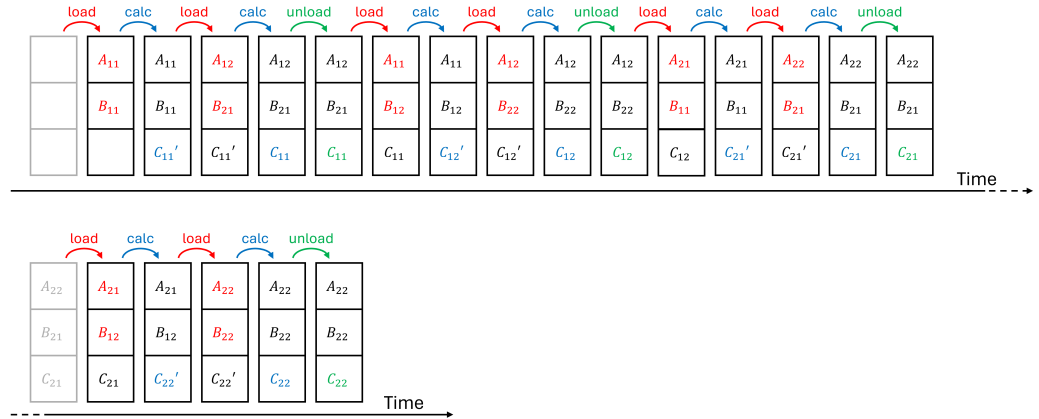 load calc load calc unload load calc load calc unload load calc load calc unload
A₁₁ A₁₁ A₁₂ A₁₂ A₁₂ A₁₁ A₁₁ A₁₂ A₁₂ A₁₂ A₂₁ A₂₁ A₂₂ A₂₂ A₂₂
B₁₁ B₁₁ B₂₁ B₂₁ B₂₁ B₁₂ B₁₂ B₂₂ B₂₂ B₂₂ B₁₁ B₁₁ B₂₁ B₂₁ B₂₁
C₁₁′ C₁₁′ C₁₁ C₁₁ C₁₁ C₁₂′ C₁₂′ C₁₂ C₁₂ C₁₂ C₂₁′ C₂₁′ C₂₁ C₂₁
Time
load calc load calc unload
A₂₂ A₂₁ A₂₁ A₂₂ A₂₂ A₂₂
B₂₁ B₁₂ B₁₂ B₂₂ B₂₂ B₂₂
C₂₁ C₂₁ C₂₂′ C₂₂′ C₂₂ C₂₂
Time